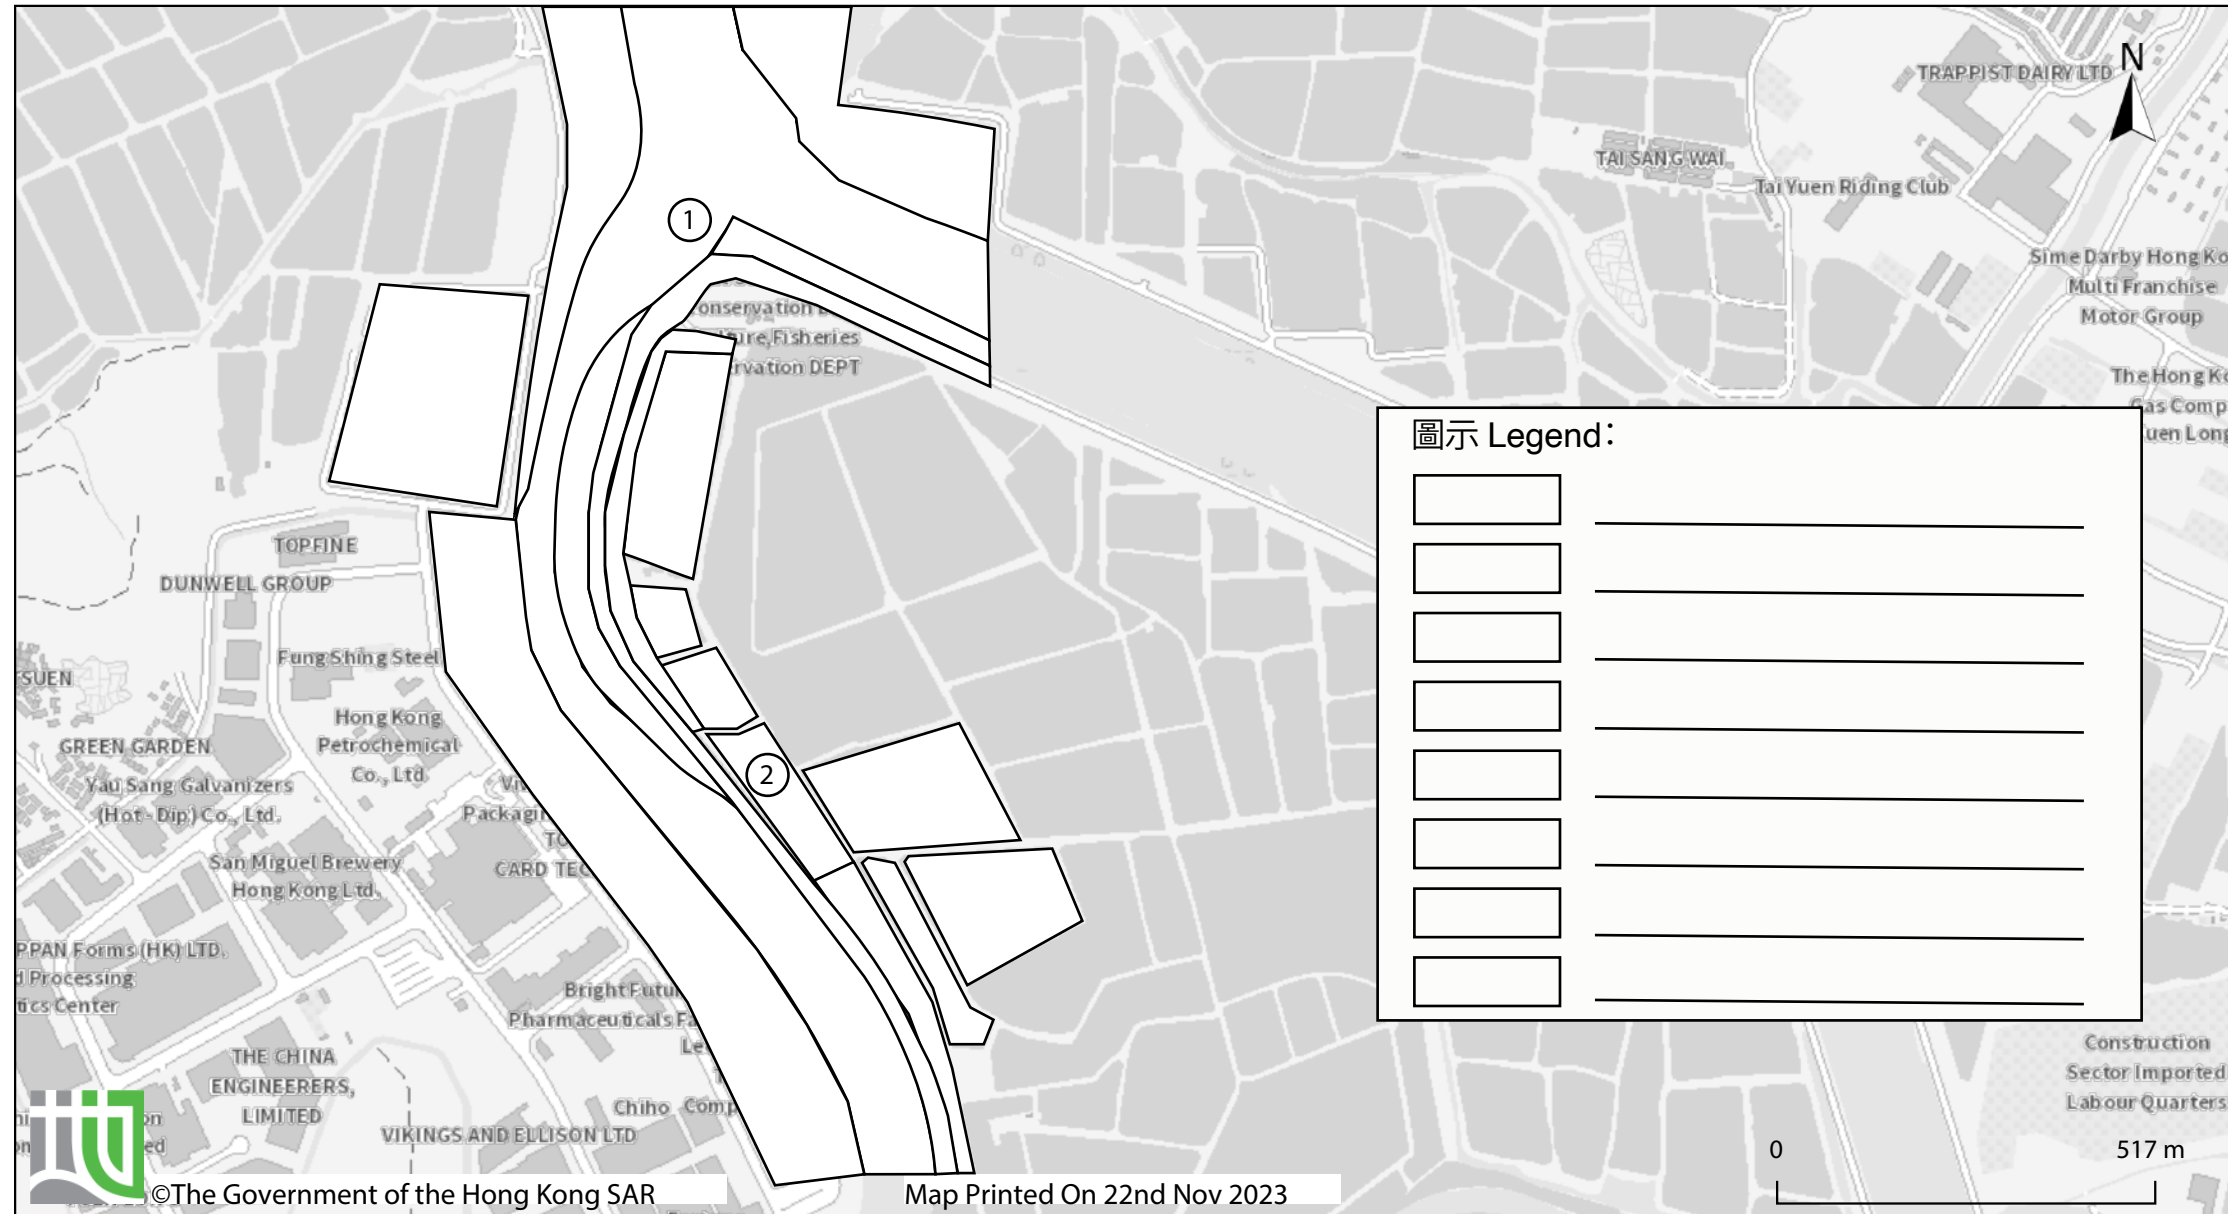 N
TRAPPIST DAIRY LTD
TAI SANG WAI
Tai Yuen Riding Club
1
Sime Darby Hong Ko
Multi Franchise
Motor Group
onservation
ture, Fisheries
rvation DEPT
The Hong Ko
Gas Comp
uen Long
圖示 Legend：
TOPFINE
DUNWELL GROUP
Fung Shing Steel
TSUEN
Hong Kong
Petrochemical
Co., Ltd
GREEN GARDEN
Yau Sang Galvanizers
(Hot - Dip) Co., Ltd.
2
Packagin
CARD TEC
San Miguel Brewery
Hong Kong Ltd.
PPAN Forms (HK) LTD.
d Processing
tics Center
Bright Futu
Pharmaceuticals Fa
THE CHINA
ENGINEERERS,
LIMITED
Chiho Comp
VIKINGS AND ELLISON LTD
Construction
Sector Imported
Labour Quarters
0 517 m
©The Government of the Hong Kong SAR
Map Printed On 22nd Nov 2023